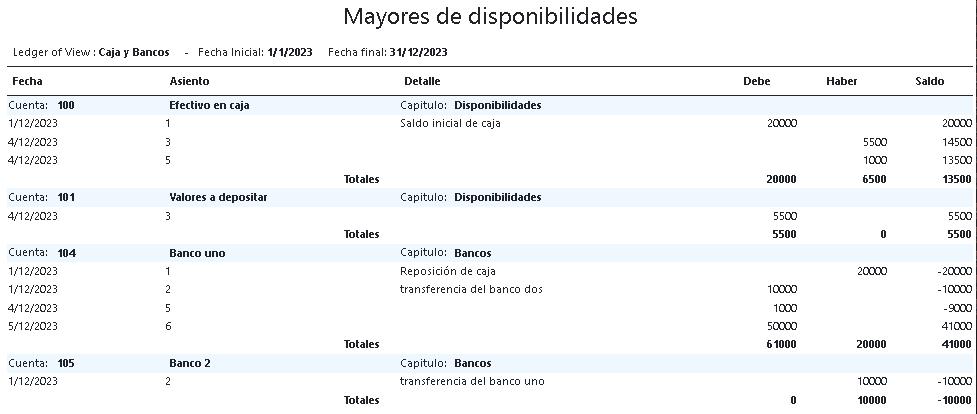 Mayores de disponibilidades
Ledger of View : Caja y Bancos - Fecha Inicial: 1/1/2023 Fecha final: 31/12/2023
Fecha Asiento Detalle Debe Haber Saldo
Cuenta: 100 Efectivo en caja Capitulo: Disponibilidades
1/12/2023 1 Saldo inicial de caja 20000 20000
4/12/2023 3 5500 14500
4/12/2023 5 1000 13500
Totales 20000 6500 13500
Cuenta: 101 Valores a depositar Capitulo: Disponibilidades
4/12/2023 3 5500 5500
Totales 5500 0 5500
Cuenta: 104 Banco uno Capitulo: Bancos
1/12/2023 1 Reposición de caja 20000 -20000
1/12/2023 2 transferencia del banco dos 10000 -10000
4/12/2023 5 1000 -9000
5/12/2023 6 50000 41000
Totales 61000 20000 41000
Cuenta: 105 Banco 2 Capitulo: Bancos
1/12/2023 2 transferencia del banco uno 10000 -10000
Totales 0 10000 -10000